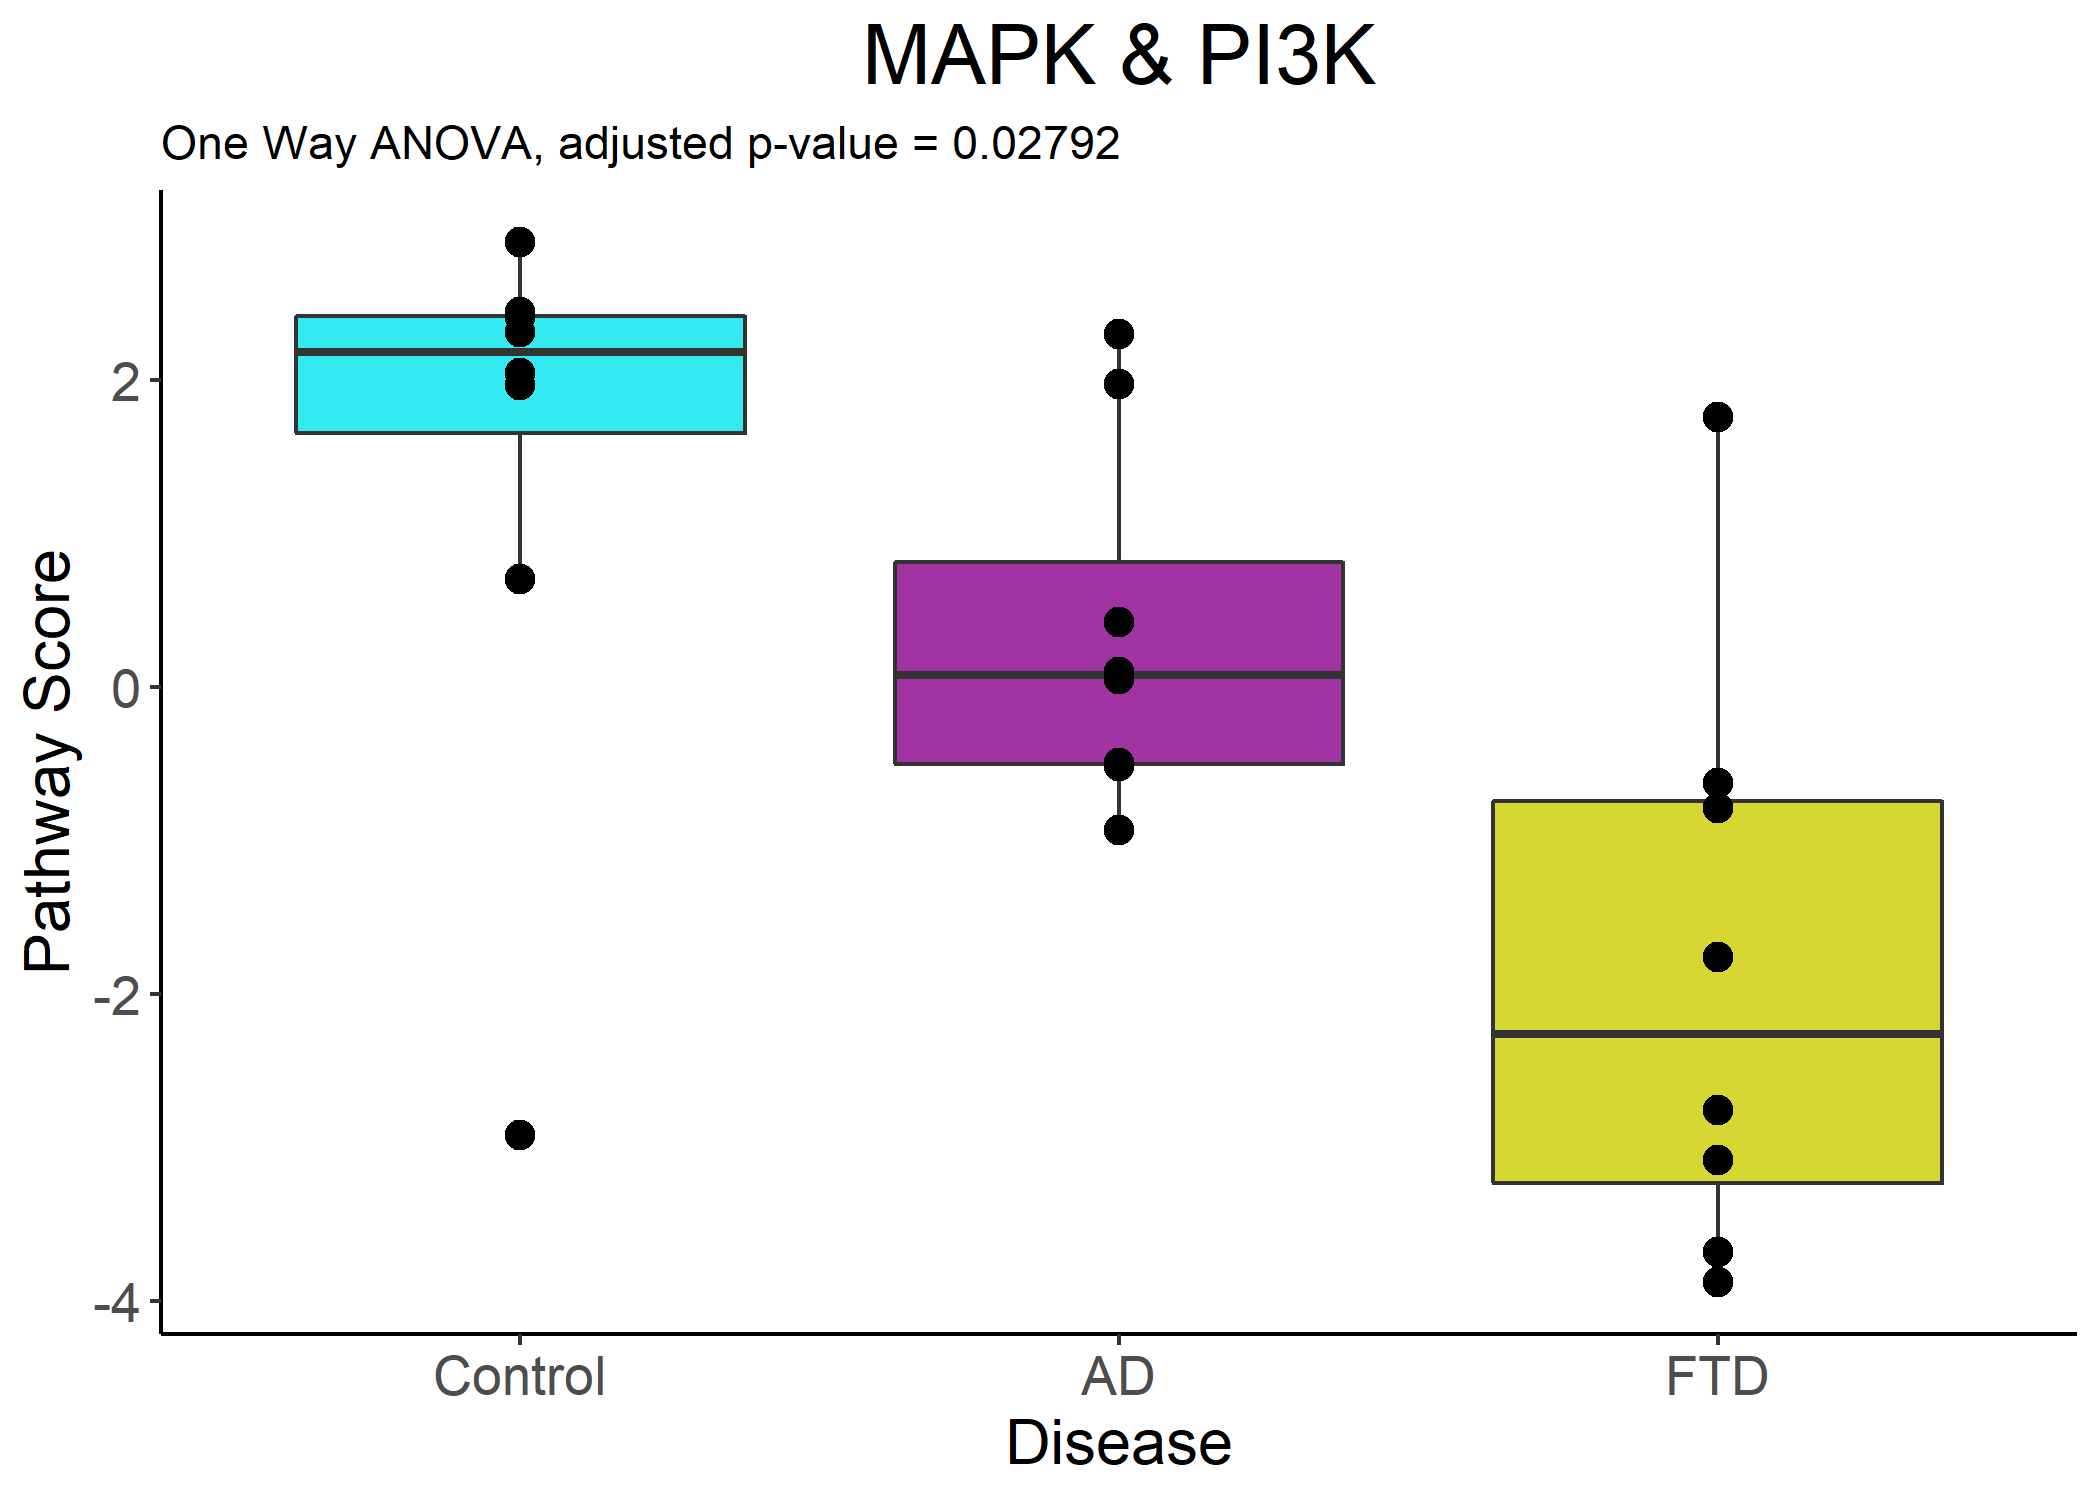 MAPK & PI3K
One Way ANOVA, adjusted p-value = 0.02792
Pathway Score
2
0
-2
-4
Control AD FTD
Disease